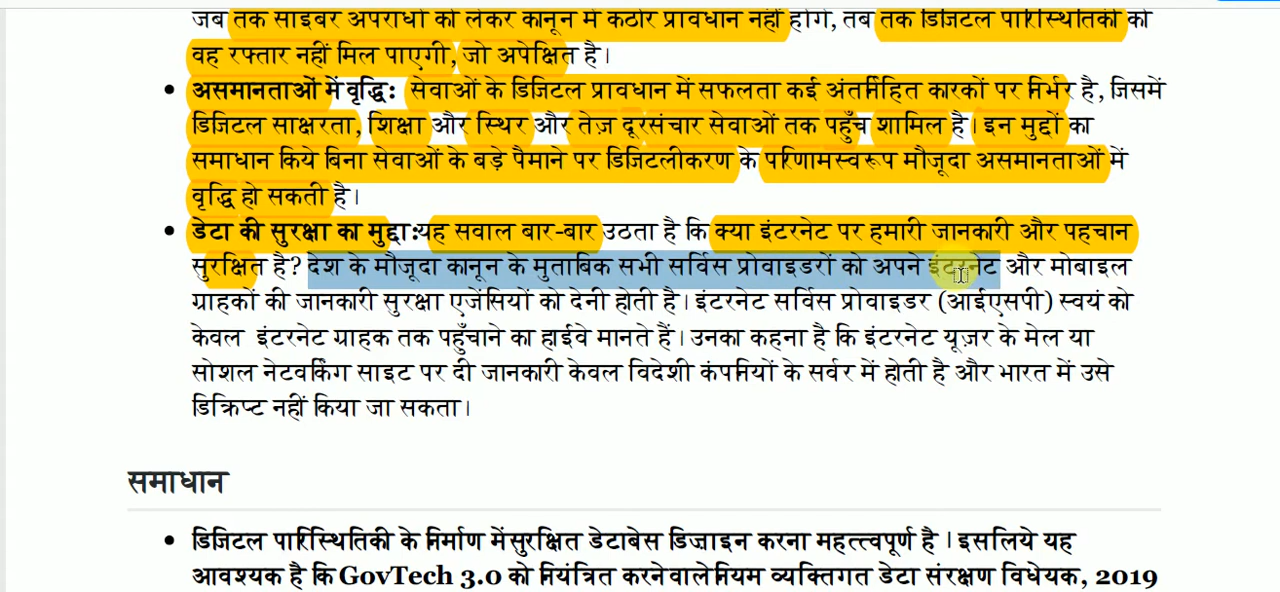 जब तक साइबर अपराधों को लेकर कानून में कठोर प्रावधान नहीं होंगे, तब तक डिजिटल पारिस्थितिकी को
वह रफ्तार नहीं मिल पाएगी, जो अपेक्षित है।
• असमानताओं में वृद्धि: सेवाओं के डिजिटल प्रावधान में सफलता कई अंतर्निहित कारकों पर निर्भर है, जिसमें
डिजिटल साक्षरता, शिक्षा और स्थिर और तेज़ दूरसंचार सेवाओं तक पहुँच शामिल है। इन मुद्दों का
समाधान किये बिना सेवाओं के बड़े पैमाने पर डिजिटलीकरण के परिणामस्वरूप मौजूदा असमानताओं में
वृद्धि हो सकती है।
• डेटा की सुरक्षा का मुद्दा:यह सवाल बार-बार उठता है कि क्या इंटरनेट पर हमारी जानकारी और पहचान
सुरक्षित है? देश के मौजूदा कानून के मुताबिक सभी सर्विस प्रोवाइडरों को अपने इंटरनेट और मोबाइल
ग्राहकों की जानकारी सुरक्षा एजेंसियों को देनी होती है। इंटरनेट सर्विस प्रोवाइडर (आईएसपी) स्वयं को
केवल इंटरनेट ग्राहक तक पहुँचाने का हाईवे मानते हैं। उनका कहना है कि इंटरनेट यूज़र के मेल या
सोशल नेटवर्किंग साइट पर दी जानकारी केवल विदेशी कंपनियों के सर्वर में होती है और भारत में उसे
डिक्रिप्ट नहीं किया जा सकता।
समाधान
• डिजिटल पारिस्थितिकी के निर्माण में सुरक्षित डेटाबेस डिज़ाइन करना महत्त्वपूर्ण है। इसलिये यह
आवश्यक है कि GovTech 3.0 को नियंत्रित करने वाले नियम व्यक्तिगत डेटा संरक्षण विधेयक, 2019